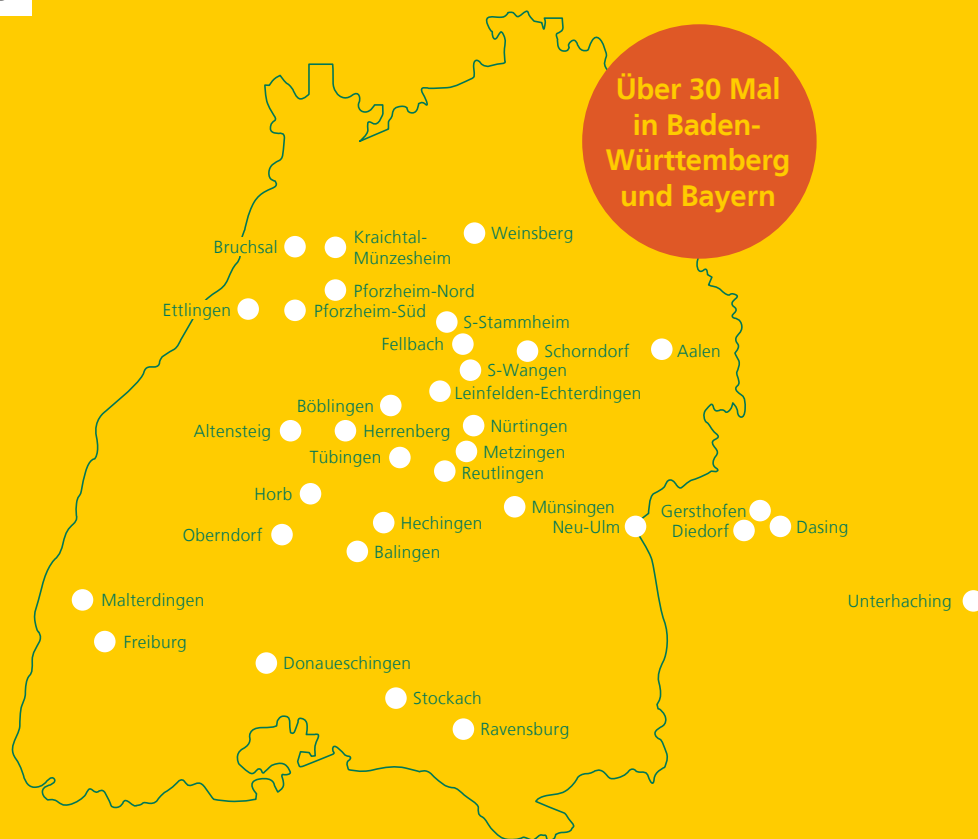 Über 30 Mal
in Baden-
Württemberg
und Bayern
Weinsberg
Bruchsal
Kraichtal-
Münzesheim
Pforzheim-Nord
Ettlingen
Pforzheim-Süd
S-Stammheim
Fellbach
Schorndorf
Aalen
S-Wangen
Leinfelden-Echterdingen
Böblingen
Altensteig
Herrenberg
Nürtingen
Tübingen
Metzingen
Reutlingen
Horb
Münsingen
Gersthofen
Oberndorf
Hechingen
Neu-Ulm
Diedorf
Dasing
Balingen
Malterdingen
Unterhaching
Freiburg
Donaueschingen
Stockach
Ravensburg